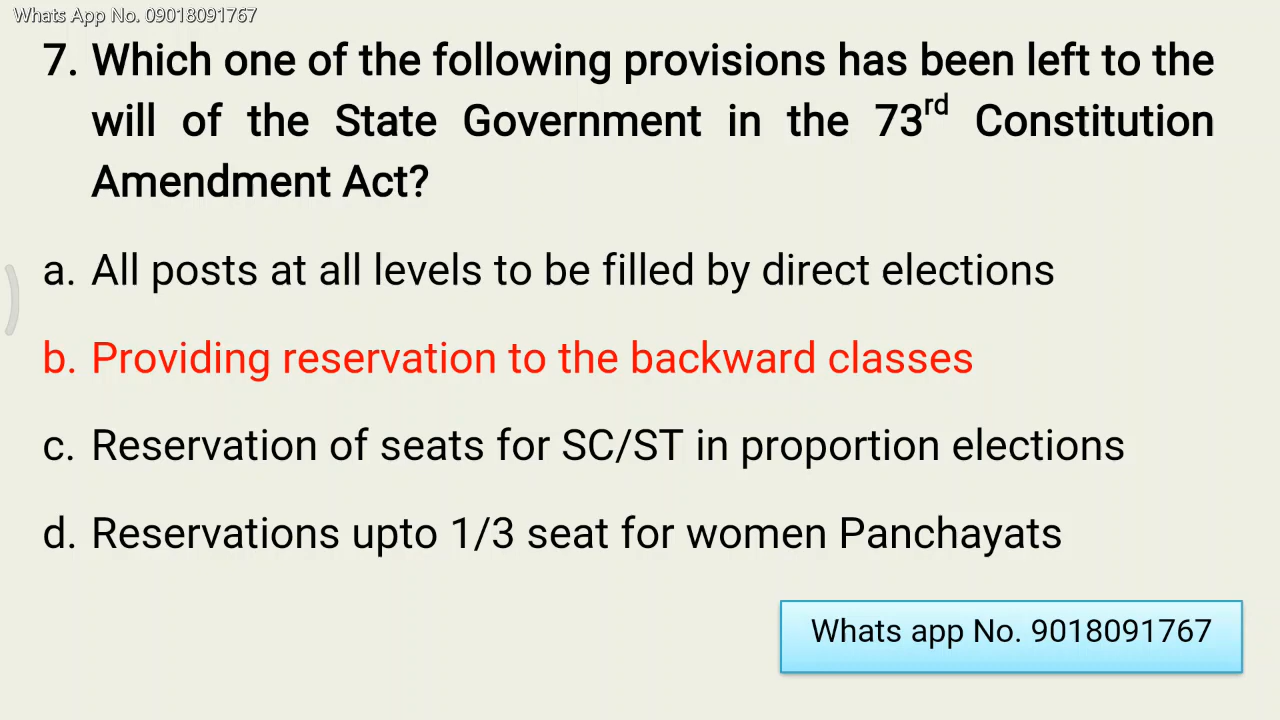 Whats App No. 09018091767
7. Which one of the following provisions has been left to the
will of the State Government in the 73rd Constitution
Amendment Act?
a. All posts at all levels to be filled by direct elections
b. Providing reservation to the backward classes
c. Reservation of seats for SC/ST in proportion elections
d. Reservations upto 1/3 seat for women Panchayats
Whats app No. 9018091767